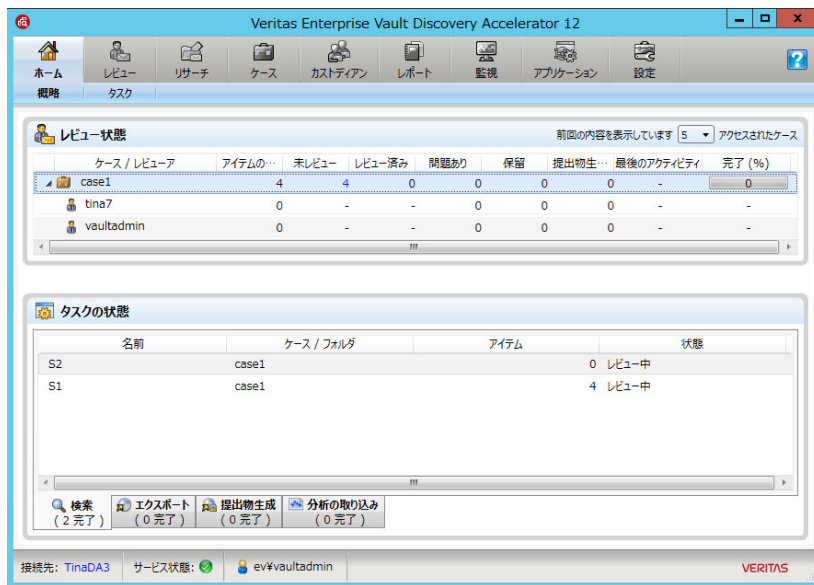 Veritas Enterprise Vault Discovery Accelerator 12
ホーム レビュー リサーチ ケース カストディアン レポート 監視 アプリケーション 設定
概略 タスク
レビュー状態 前回の内容を表示しています 5 アクセスされたケース
ケース / レビューア アイテムの… 未レビュー レビュー済み 問題あり 保留 提出物生… 最後のアクティビティ 完了 (%)
case1 4 4 0 0 0 0 - 0
tina7 0 - - 0 0 0 - -
vaultadmin 0 - - 0 0 0 - -
タスクの状態
名前 ケース / フォルダ アイテム 状態
S2 case1 0 レビュー中
S1 case1 4 レビュー中
検索 エクスポート 提出物生成 分析の取り込み
( 2 完了 ) ( 0 完了 ) ( 0 完了 ) ( 0 完了 )
接続先: TinaDA3 サービス状態: ev¥vaultadmin VERITAS